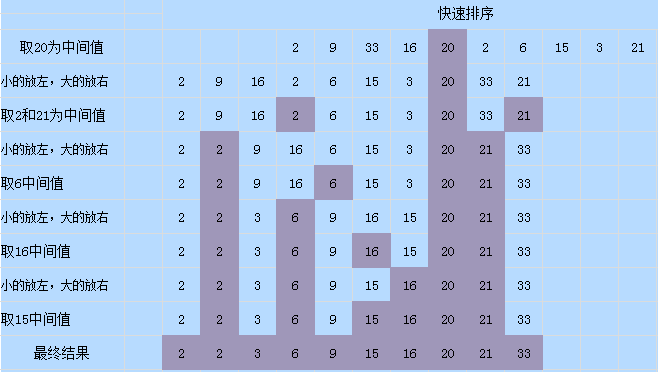 快速排序
取20为中间值 2 9 33 16 20 2 6 15 3 21
小的放左，大的放右 2 9 16 2 6 15 3 20 33 21
取2和21为中间值 2 9 16 2 6 15 3 20 33 21
小的放左，大的放右 2 2 9 16 6 15 3 20 21 33
取6中间值 2 2 9 16 6 15 3 20 21 33
小的放左，大的放右 2 2 3 6 9 16 15 20 21 33
取16中间值 2 2 3 6 9 16 15 20 21 33
小的放左，大的放右 2 2 3 6 9 15 16 20 21 33
取15中间值 2 2 3 6 9 15 16 20 21 33
最终结果 2 2 3 6 9 15 16 20 21 33